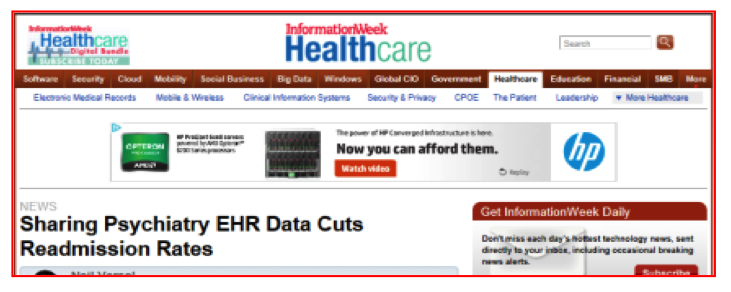 InformationWeek
Healthcare
Digital Bundle
SUBSCRIBE TODAY
InformationWeek
Healthcare
Search
Software Security Cloud Mobility Social Business Big Data Windows Global CIO Government Healthcare Education Financial SMB More
Electronic Medical Records Mobile & Wireless Clinical Information Systems Security & Privacy CPOE The Patient Leadership ▼ More Healthcare
OPTERON
AMD
HP ProLiant band servers
powered by AMD Opteron™
6200 Series processors
The power of HP Converged Infrastructure is here.
Now you can afford them.
Watch video
Replay
hp
NEWS
Sharing Psychiatry EHR Data Cuts
Readmission Rates
Get InformationWeek Daily
Don't miss each day's hottest technology news, sent
directly to your inbox, including occasional breaking
news alerts.
Subscribe